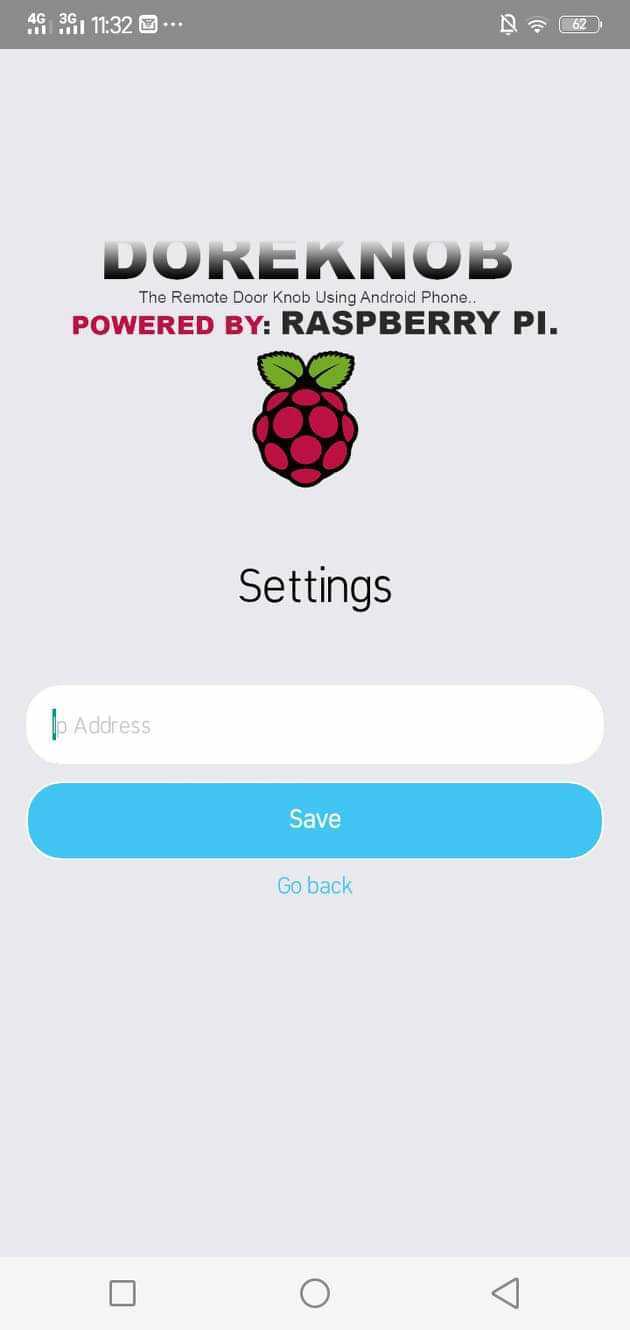 4G 3G 11:32 62
DOREKNOB
The Remote Door Knob Using Android Phone..
POWERED BY: RASPBERRY PI.
Settings
Ip Address
Save
Go back